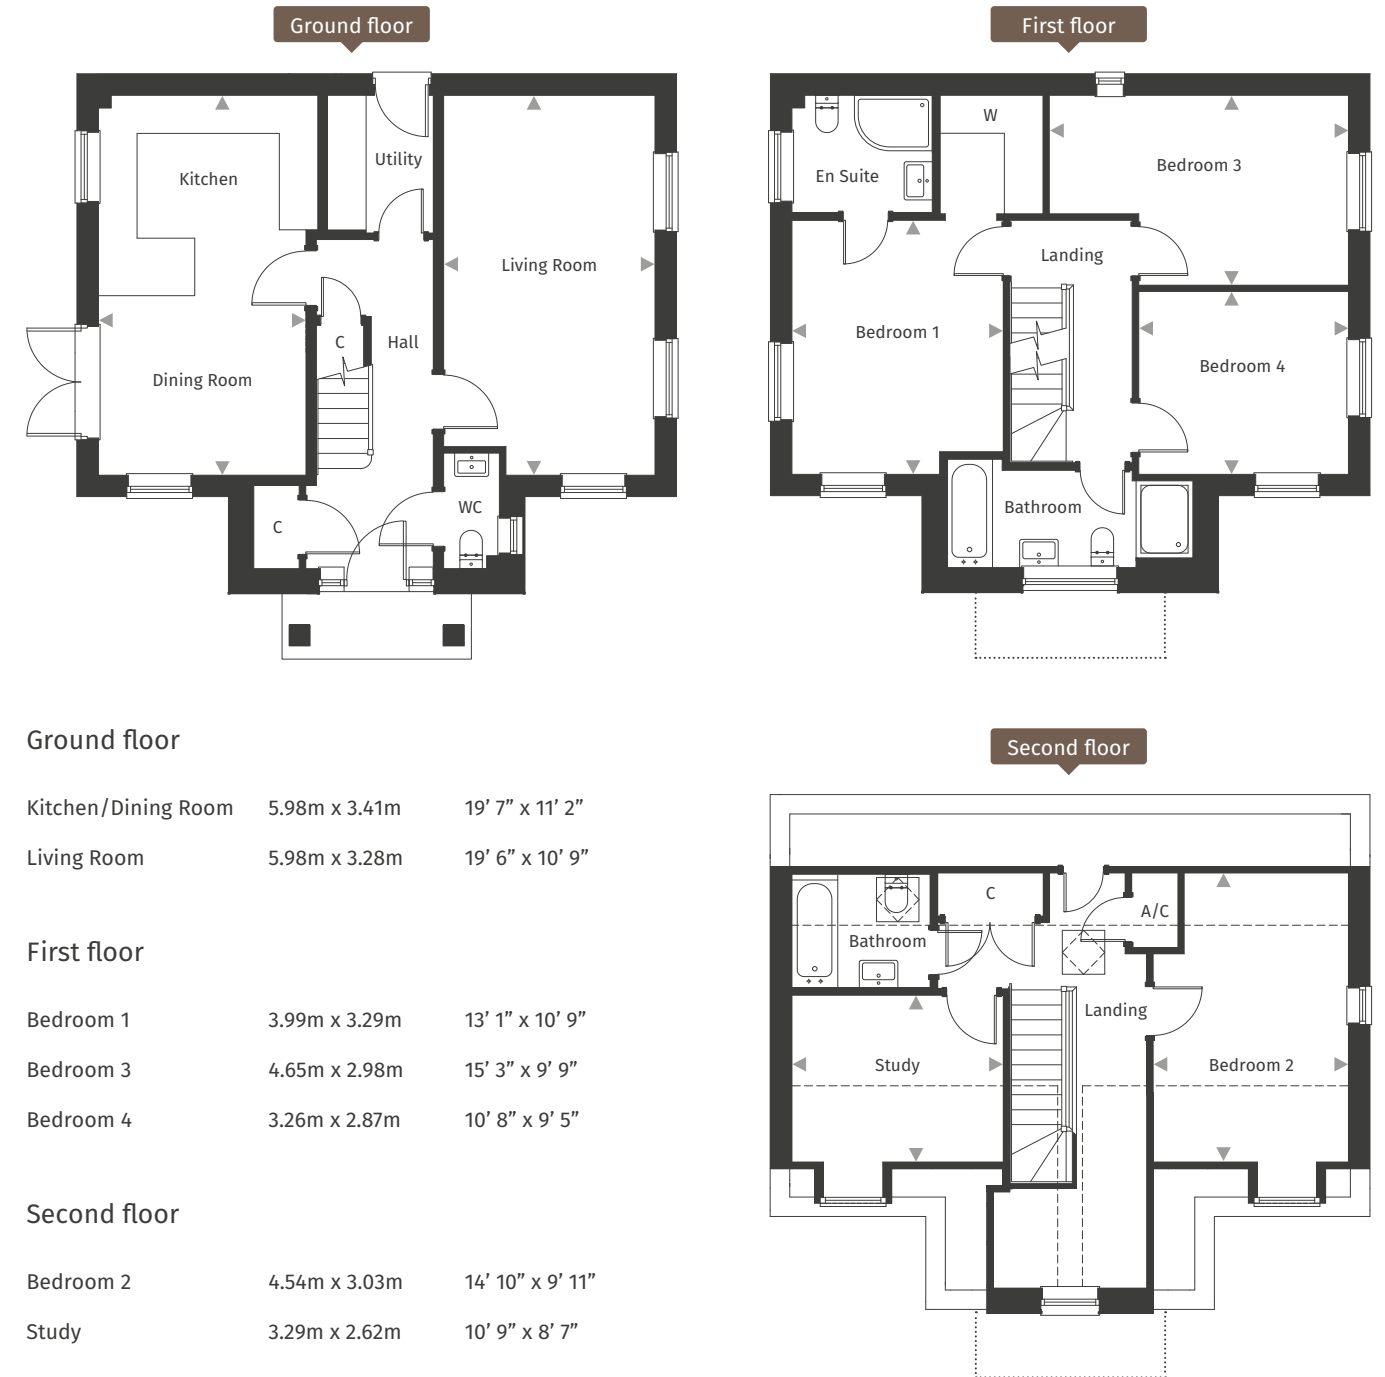 Ground floor
First floor
Kitchen
Utility
Living Room
C
Hall
Dining Room
C
WC
En Suite
W
Bedroom 3
Landing
Bedroom 1
Bedroom 4
Bathroom
Ground floor
Kitchen/Dining Room 5.98m x 3.41m 19’ 7” x 11’ 2”
Living Room 5.98m x 3.28m 19’ 6” x 10’ 9”
First floor
Bedroom 1 3.99m x 3.29m 13’ 1” x 10’ 9”
Bedroom 3 4.65m x 2.98m 15’ 3” x 9’ 9”
Bedroom 4 3.26m x 2.87m 10’ 8” x 9’ 5”
Second floor
Bedroom 2 4.54m x 3.03m 14’ 10” x 9’ 11”
Study 3.29m x 2.62m 10’ 9” x 8’ 7”
Second floor
C
A/C
Bathroom
Landing
Study
Bedroom 2